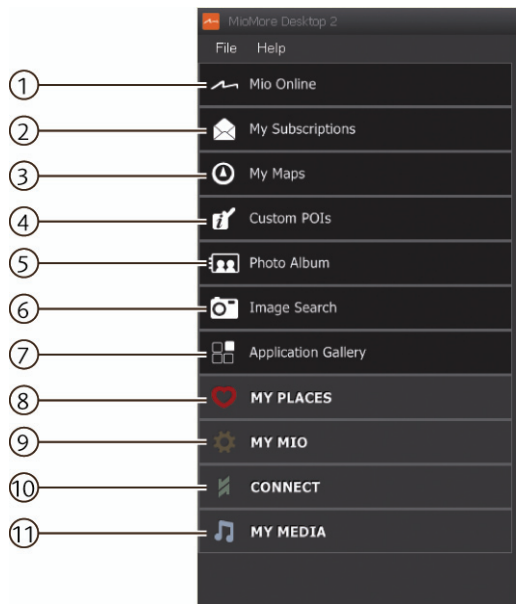 MioMore Desktop 2
File Help
1 Mio Online
2 My Subscriptions
3 My Maps
4 Custom POIs
5 Photo Album
6 Image Search
7 Application Gallery
8 MY PLACES
9 MY MIO
10 CONNECT
11 MY MEDIA